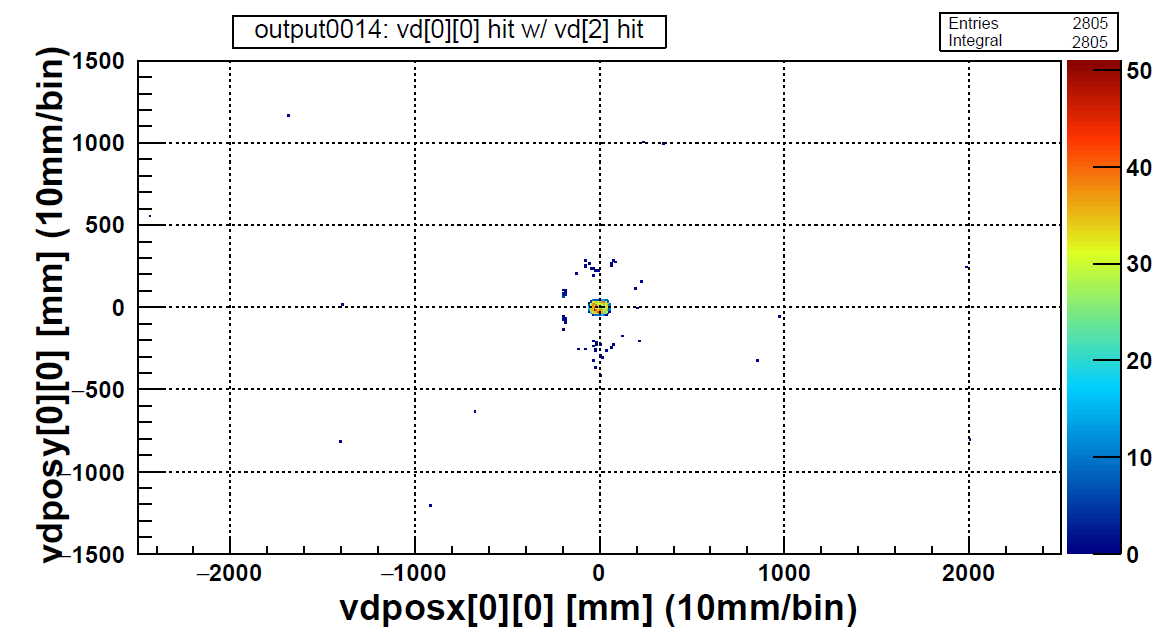 output0014: vd[0][0] hit w/ vd[2] hit
Entries 2805
Integral 2805
vdposy[0][0] [mm] (10mm/bin)
1500
1000
500
0
−500
−1000
−1500
−2000 −1000 0 1000 2000
vdposx[0][0] [mm] (10mm/bin)
50
40
30
20
10
0